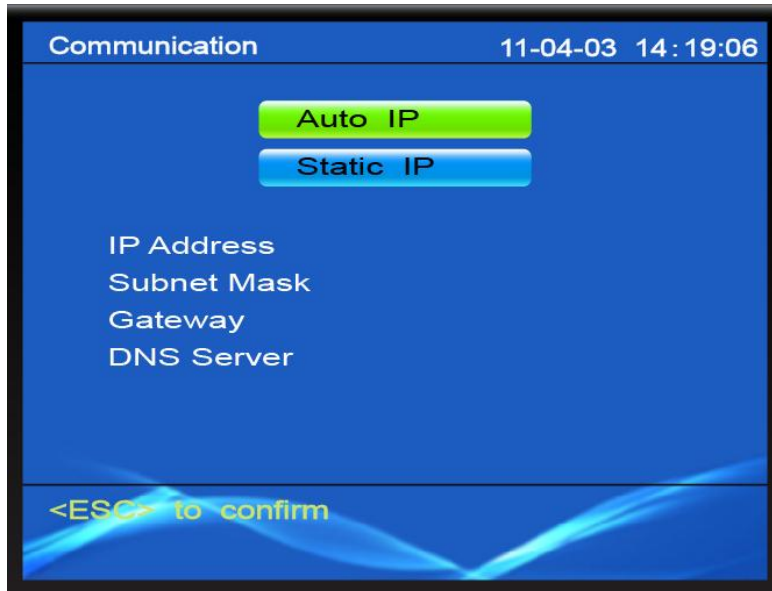 Communication 11-04-03 14:19:06
Auto IP
Static IP
IP Address
Subnet Mask
Gateway
DNS Server
<ESC> to confirm